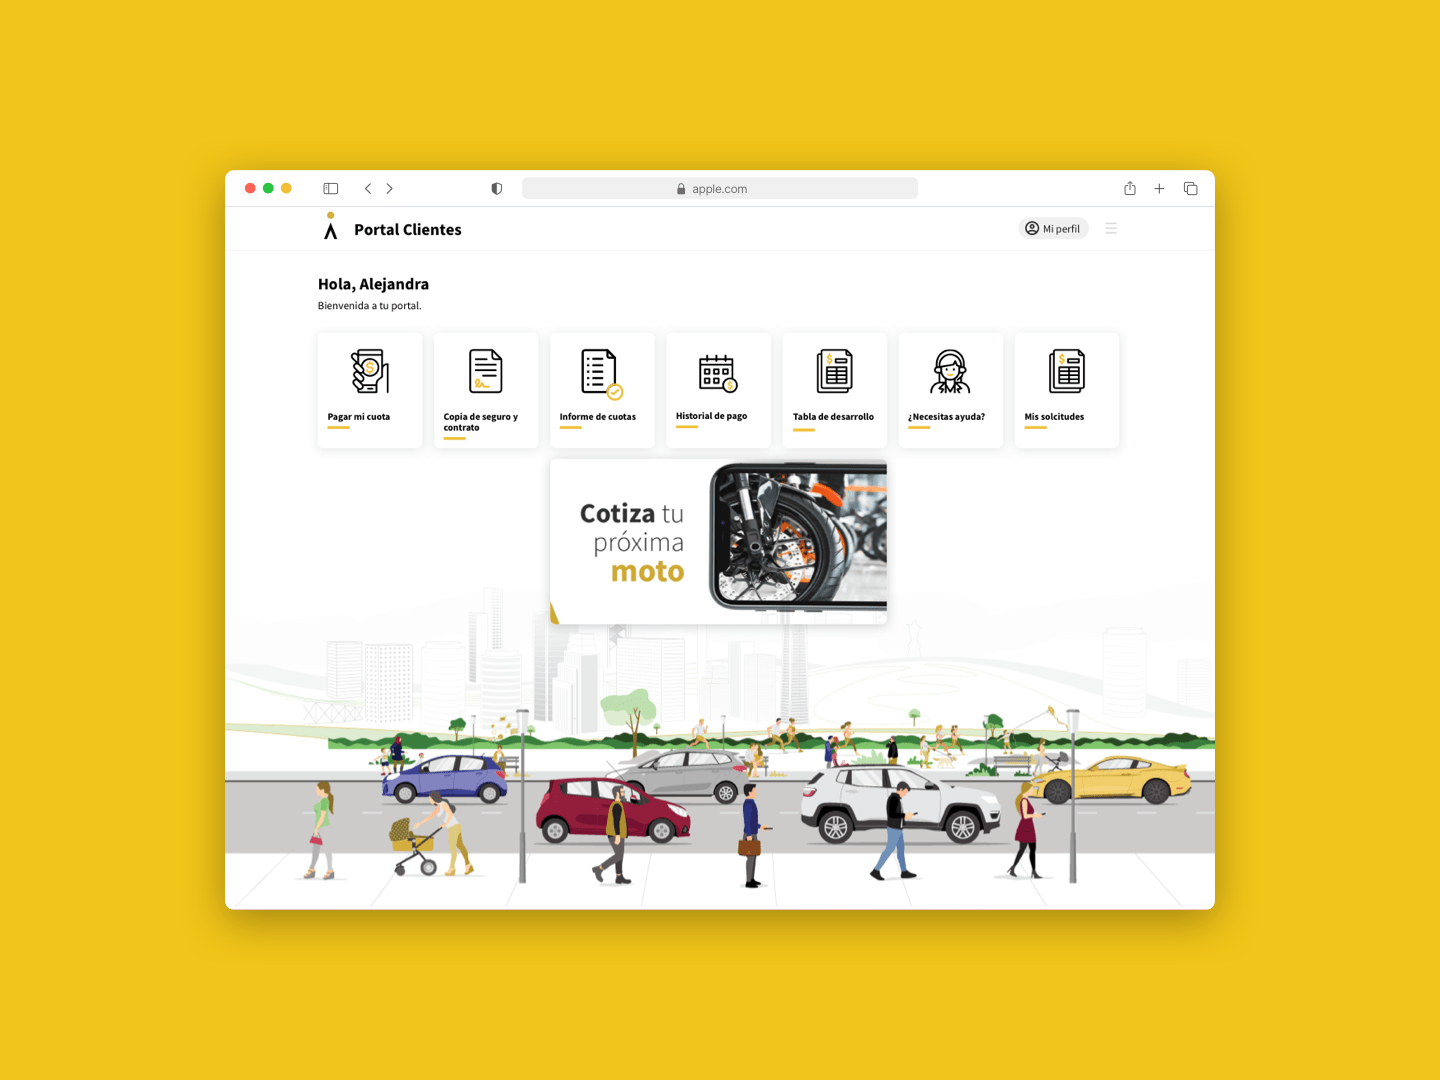 apple.com
Portal Clientes
Mi perfil
Hola, Alejandra
Bienvenida a tu portal.
Pagar mi cuota
Copia de seguro y
contrato
Informe de cuotas
Historial de pago
Tabla de desarrollo
¿Necesitas ayuda?
Mis solcitudes
Cotiza tu
próxima
moto